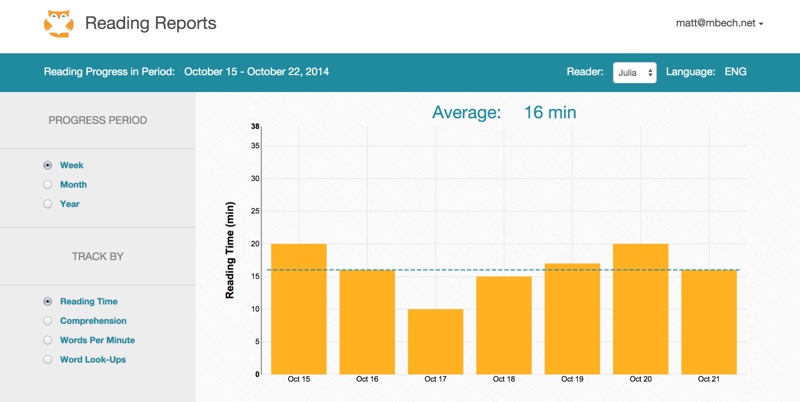 Reading Reports
matt@mbech.net
Reading Progress in Period: October 15 - October 22, 2014
Reader: Julia Language: ENG
PROGRESS PERIOD
Week
Month
Year
TRACK BY
Reading Time
Comprehension
Words Per Minute
Word Look-Ups
Average: 16 min
Reading Time (min)
38
35
30
25
20
15
10
5
0
Oct 15 Oct 16 Oct 17 Oct 18 Oct 19 Oct 20 Oct 21